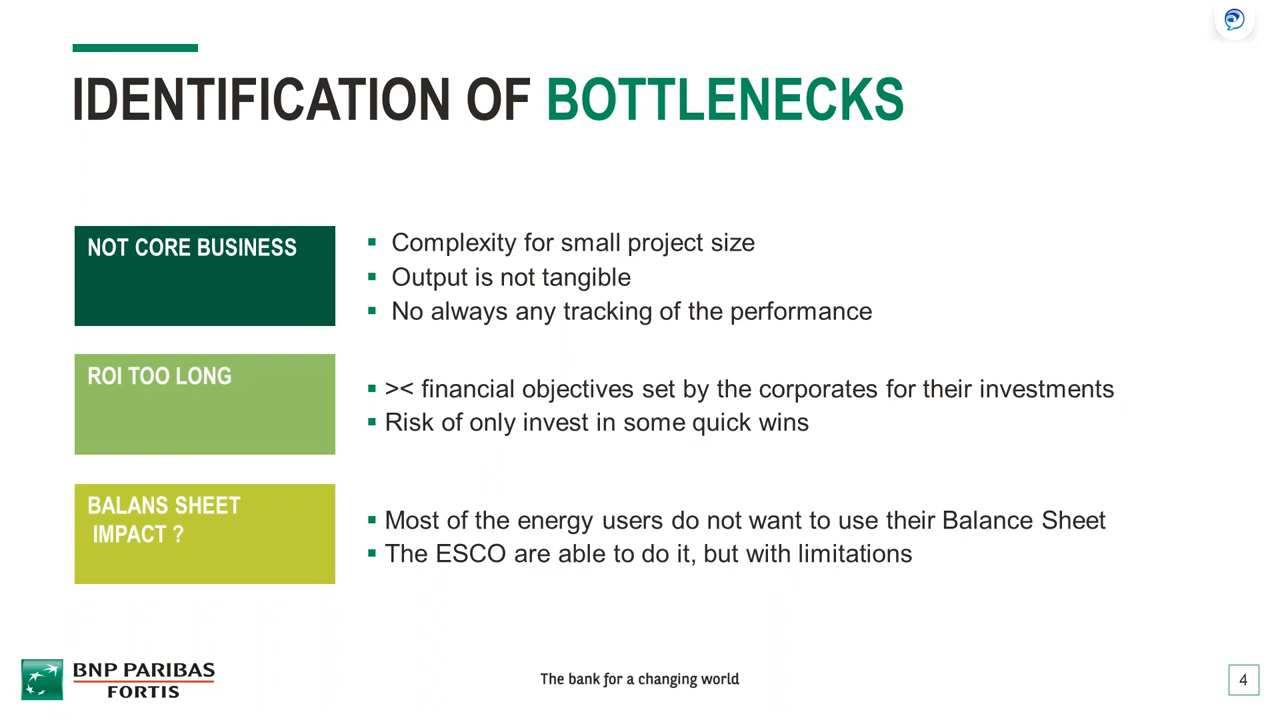 IDENTIFICATION OF BOTTLENECKS
NOT CORE BUSINESS
▪ Complexity for small project size
▪ Output is not tangible
▪ No always any tracking of the performance
ROI TOO LONG
▪ >< financial objectives set by the corporates for their investments
▪ Risk of only invest in some quick wins
BALANS SHEET
IMPACT ?
▪ Most of the energy users do not want to use their Balance Sheet
▪ The ESCO are able to do it, but with limitations
BNP PARIBAS
FORTIS
The bank for a changing world
4